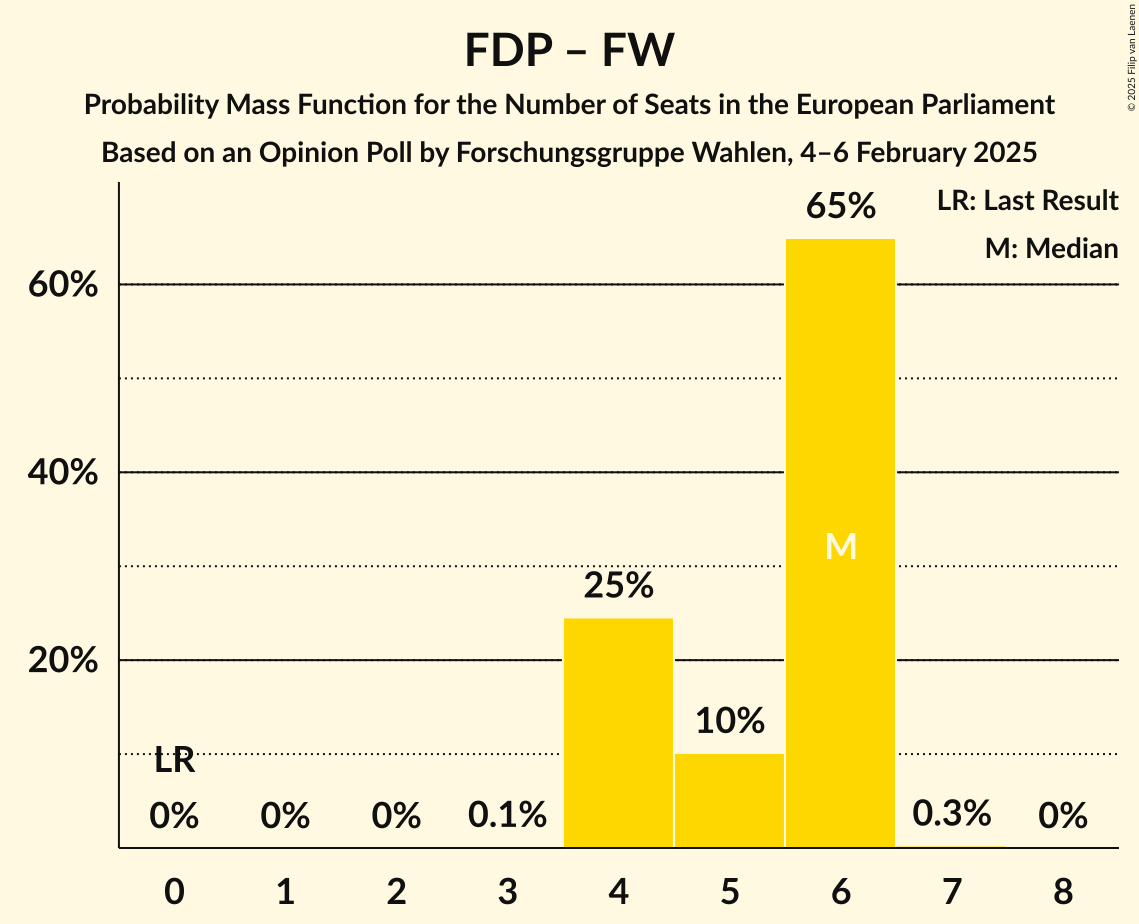 FDP – FW
Probability Mass Function for the Number of Seats in the European Parliament
Based on an Opinion Poll by Forschungsgruppe Wahlen, 4–6 February 2025
© 2025 Filip van Laenen
LR: Last Result
M: Median
65%
60%
40%
M
25%
20%
10%
LR
0%
0%
0%
0.1%
0.3%
0%
0
1
2
3
4
5
6
7
8